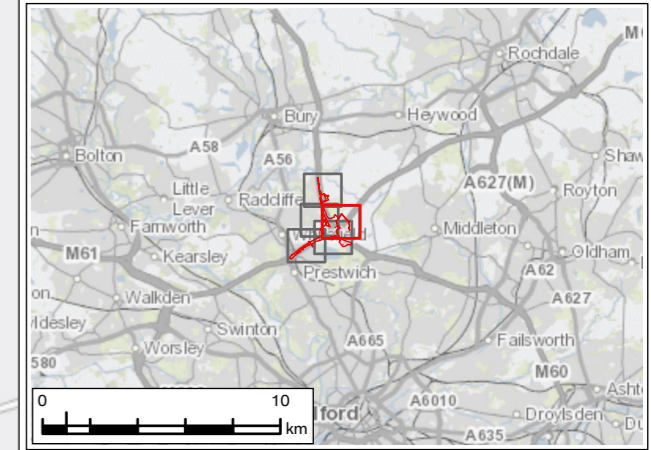 M
Rochdale
Bury
Heywood
A58
Bolton
A56
Shaw
A627(M)
Little
Lever
Radcliffe
Royton
Farnworth
Middleton
M61
Kearsley
Oldham
A62
Prestwich
Walkden
A627
Swinton
A665
Failsworth
Worsley
580
M60
A6010
Droylsden
A635
0
10
km